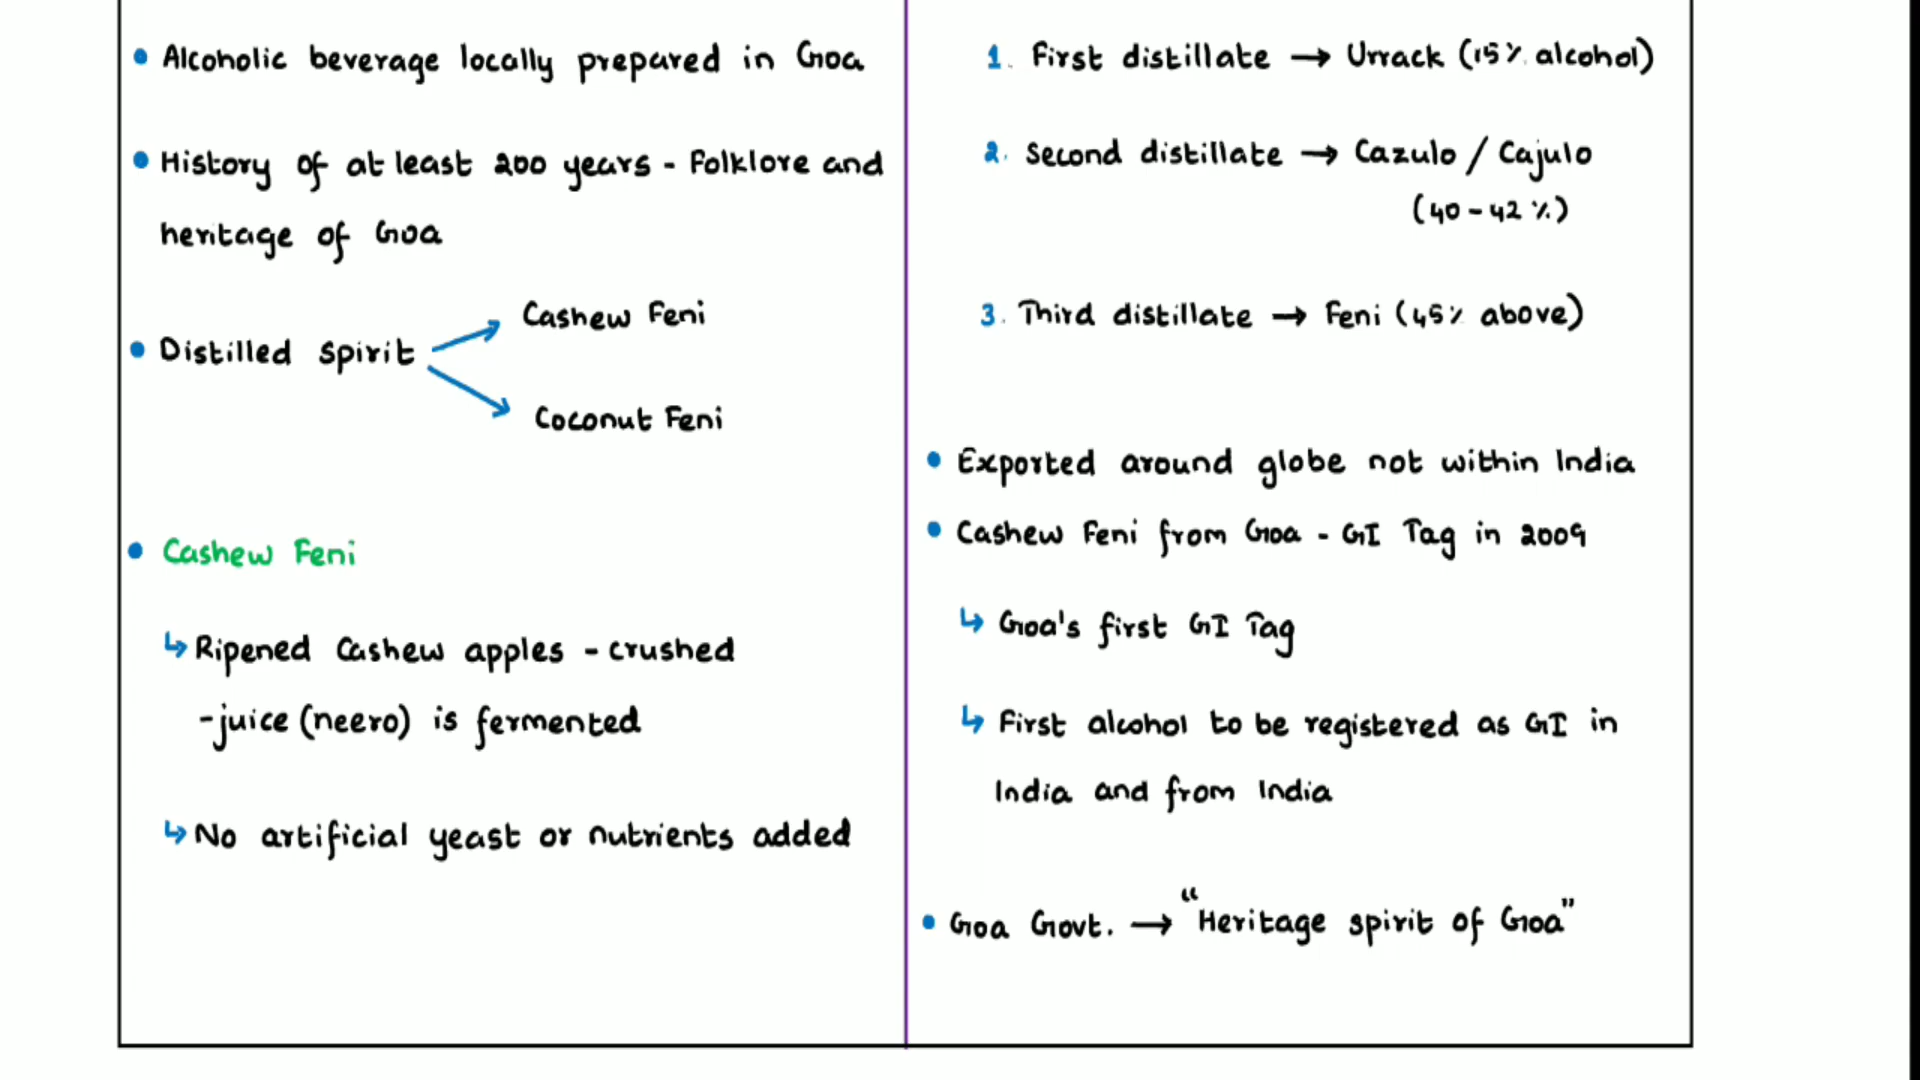 • Alcoholic beverage locally prepared in Goa
• History of at least 200 years - Folklore and
heritage of Goa
• Distilled spirit
Cashew Feni
Coconut Feni
• Cashew Feni
↳ Ripened Cashew apples - crushed
- juice (neero) is fermented
↳ No artificial yeast or nutrients added
1. First distillate → Urrack (15% alcohol)
2. Second distillate → Cazulo / Cajulo
(40 - 42 %)
3. Third distillate → Feni (45% above)
• Exported around globe not within India
• Cashew Feni from Goa - GI Tag in 2009
↳ Goa's first GI Tag
↳ First alcohol to be registered as GI in
India and from India
• Goa Govt. → "Heritage spirit of Goa"